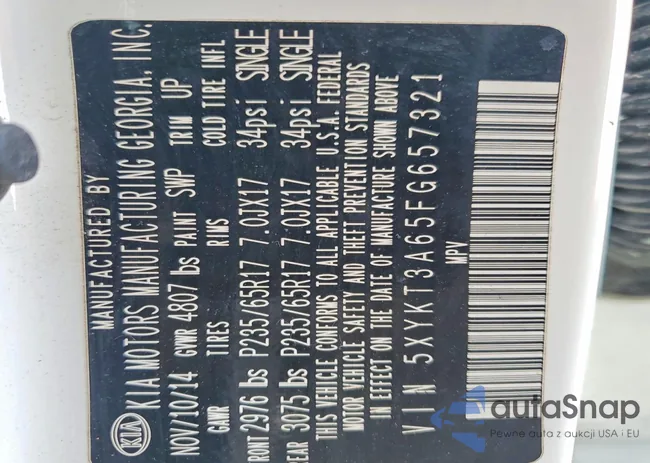 MANUFACTURED BY
KIA KIA MOTORS MANUFACTURING GEORGIA, INC.
NOV/10/14 GVWR 4807 lbs PAINT SWP TRIM UP
GAWR TIRES RIMS COLD TIRE INFL
FRONT 2976 lbs P235/65R17 7.0JX17 34psi SINGLE
REAR 3075 lbs P235/65R17 7.0JX17 34psi SINGLE
THIS VEHICLE CONFORMS TO ALL APPLICABLE U.S.A. FEDERAL
MOTOR VEHICLE SAFETY AND THEFT PREVENTION STANDARDS
IN EFFECT ON THE DATE OF MANUFACTURE SHOWN ABOVE
VIN 5XYKT3A65FG657321
MPV
autaSnap
Pewne auta z aukcji USA i EU